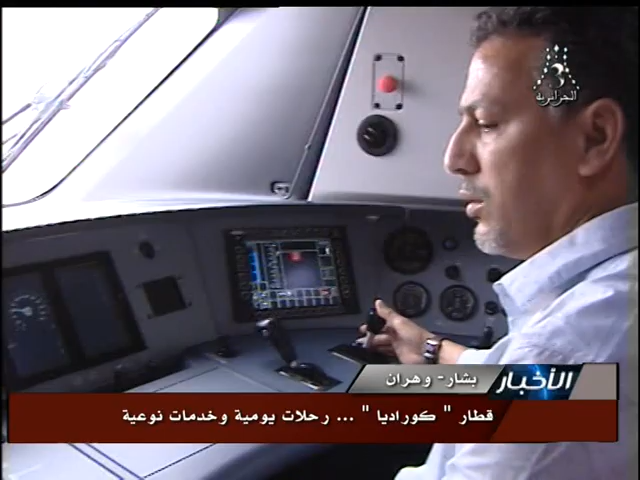 3
الجزائرية
الأخبار
بشار- وهران
قطار " كوراديا " ... رحلات يومية وخدمات نوعية